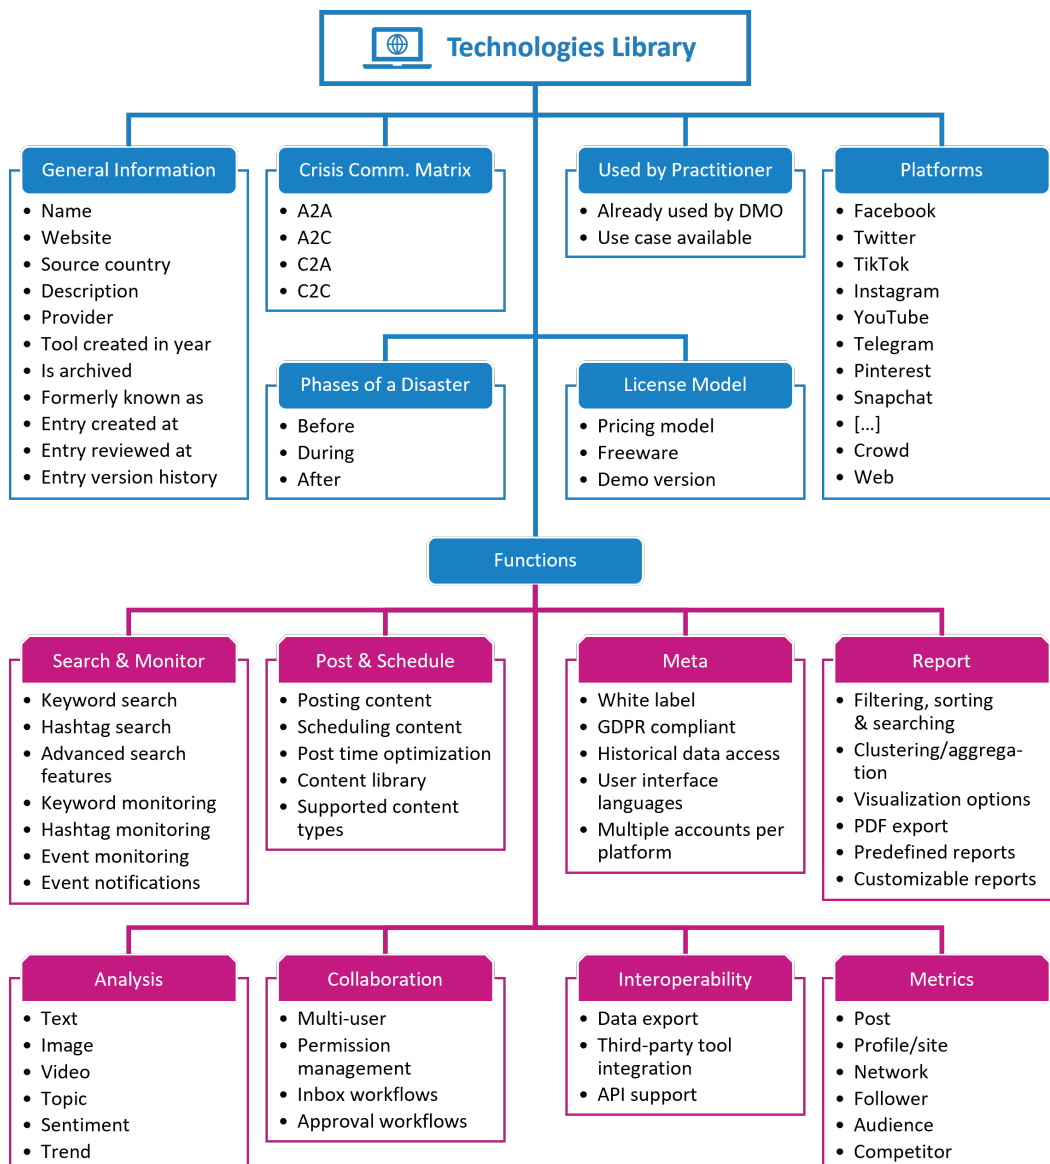 Technologies Library
General Information
• Name
• Website
• Source country
• Description
• Provider
• Tool created in year
• Is archived
• Formerly known as
• Entry created at
• Entry reviewed at
• Entry version history
Crisis Comm. Matrix
• A2A
• A2C
• C2A
• C2C
Used by Practitioner
• Already used by DMO
• Use case available
Platforms
• Facebook
• Twitter
• TikTok
• Instagram
• YouTube
• Telegram
• Pinterest
• Snapchat
• [...]
• Crowd
• Web
Phases of a Disaster
• Before
• During
• After
License Model
• Pricing model
• Freeware
• Demo version
Functions
Search & Monitor
• Keyword search
• Hashtag search
• Advanced search
features
• Keyword monitoring
• Hashtag monitoring
• Event monitoring
• Event notifications
Post & Schedule
• Posting content
• Scheduling content
• Post time optimization
• Content library
• Supported content
types
Meta
• White label
• GDPR compliant
• Historical data access
• User interface
languages
• Multiple accounts per
platform
Report
• Filtering, sorting
& searching
• Clustering/aggrega-
tion
• Visualization options
• PDF export
• Predefined reports
• Customizable reports
Analysis
• Text
• Image
• Video
• Topic
• Sentiment
• Trend
Collaboration
• Multi-user
• Permission
management
• Inbox workflows
• Approval workflows
Interoperability
• Data export
• Third-party tool
integration
• API support
Metrics
• Post
• Profile/site
• Network
• Follower
• Audience
• Competitor